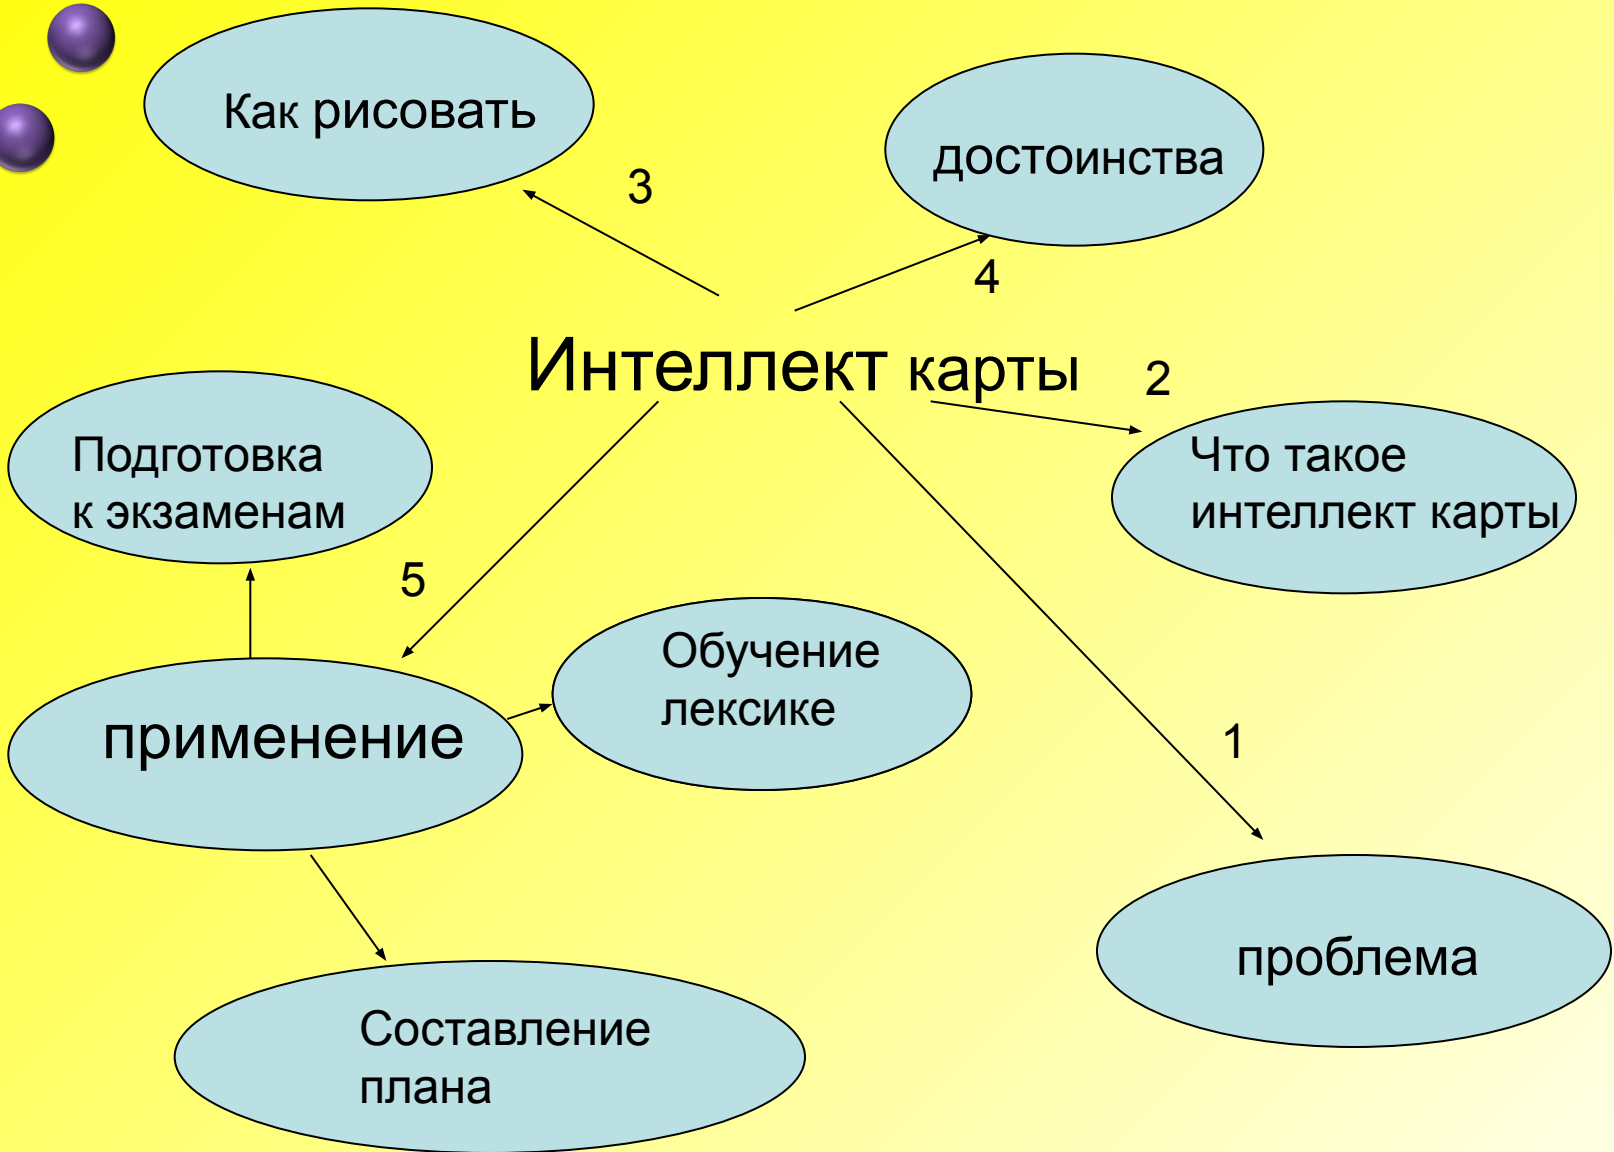 Как рисовать
достоинства
3
4
Интеллект карты
2
Подготовка
к экзаменам
Что такое
интеллект карты
5
Обучение
лексике
применение
1
проблема
Составление
плана